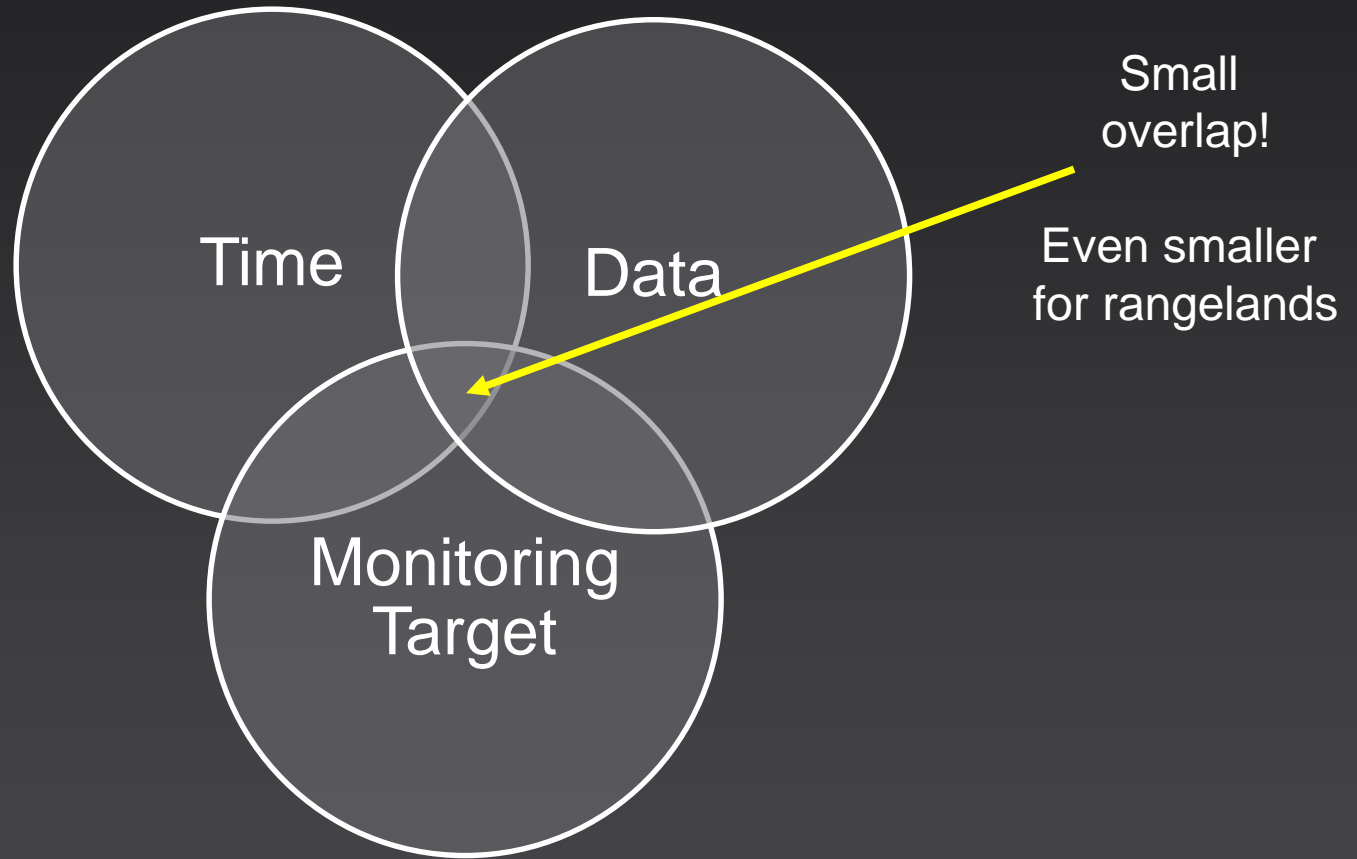 Time
Data
Monitoring
Target
Small
overlap!
Even smaller
for rangelands